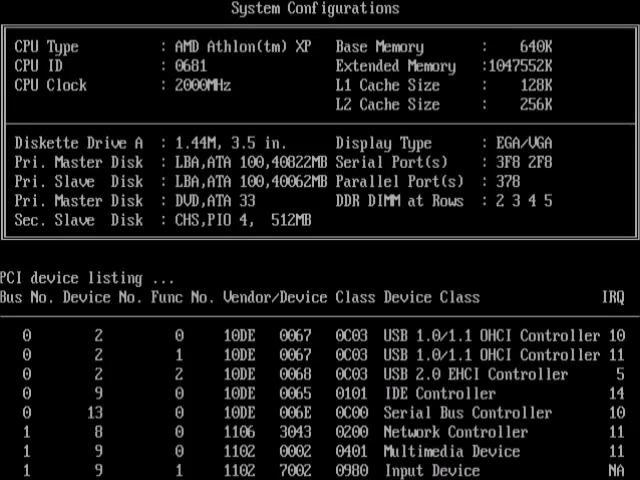 System Configurations
CPU Type : AMD Athlon(tm) XP Base Memory : 640K
CPU ID : 0681 Extended Memory :1047552K
CPU Clock : 2000MHz L1 Cache Size : 128K
L2 Cache Size : 256K
Diskette Drive A : 1.44M, 3.5 in. Display Type : EGA/VGA
Pri. Master Disk : LBA,ATA 100,40822MB Serial Port(s) : 3F8 2F8
Pri. Slave Disk : LBA,ATA 100,40062MB Parallel Port(s) : 378
Pri. Master Disk : DVD,ATA 33 DDR DIMM at Rows : 2 3 4 5
Sec. Slave Disk : CHS,PIO 4, 512MB
PCI device listing ...
Bus No. Device No. Func No. Vendor/Device Class Device Class IRQ
0 2 0 10DE 0067 0C03 USB 1.0/1.1 OHCI Controller 10
0 2 1 10DE 0067 0C03 USB 1.0/1.1 OHCI Controller 11
0 2 2 10DE 0068 0C03 USB 2.0 EHCI Controller 5
0 9 0 10DE 0065 0101 IDE Controller 14
0 13 0 10DE 006E 0C00 Serial Bus Controller 10
1 8 0 1106 3043 0200 Network Controller 11
1 9 0 1102 0002 0401 Multimedia Device 11
1 9 1 1102 7002 0980 Input Device NA